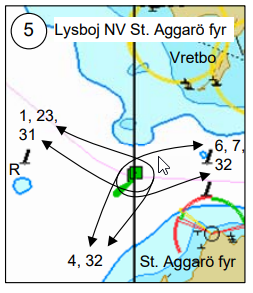 5
Lysboj NV St. Aggarö fyr
Vretbo
1, 23,
31
6, 7,
32
R
4, 32
St. Aggarö fyr